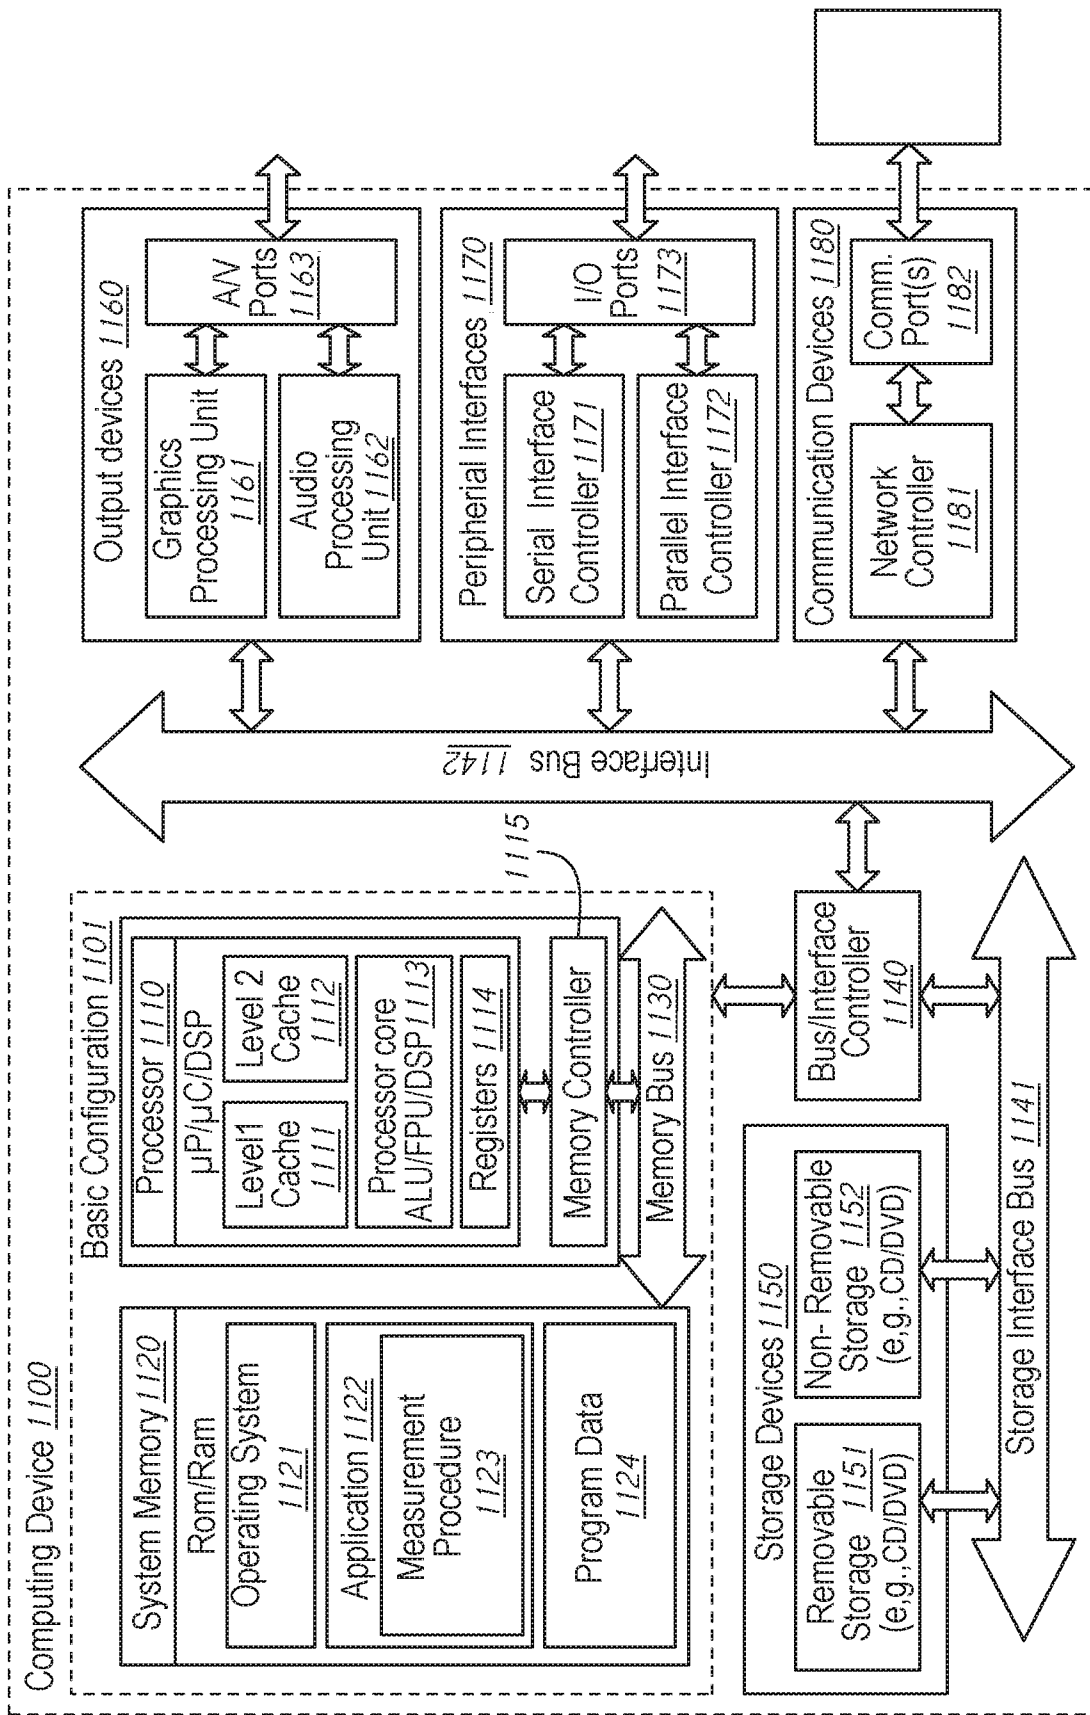 Computing Device 1100
Basic Configuration 1101
System Memory 1120
Rom/Ram
Operating System
1121
Application 1122
Measurement
Procedure
1123
Program Data
1124
Processor 1110
µP/µC/DSP
Level1
Cache
1111
Level 2
Cache
1112
Processor core
ALU/FPU/DSP 1113
Registers 1114
Memory Controller
1115
Memory Bus 1130
Storage Devices 1150
Removable
Storage 1151
(e,g.,CD/DVD)
Non- Removable
Storage 1152
(e,g.,CD/DVD)
Bus/Interface
Controller
1140
Storage Interface Bus 1141
Interface Bus 1142
Output devices 1160
Graphics
Processing Unit
1161
Audio
Processing
Unit 1162
A/V
Ports
1163
Peripherial Interfaces 1170
Serial Interface
Controller 1171
Parallel Interface
Controller 1172
I/O
Ports
1173
Communication Devices 1180
Network
Controller
1181
Comm.
Port(s)
1182